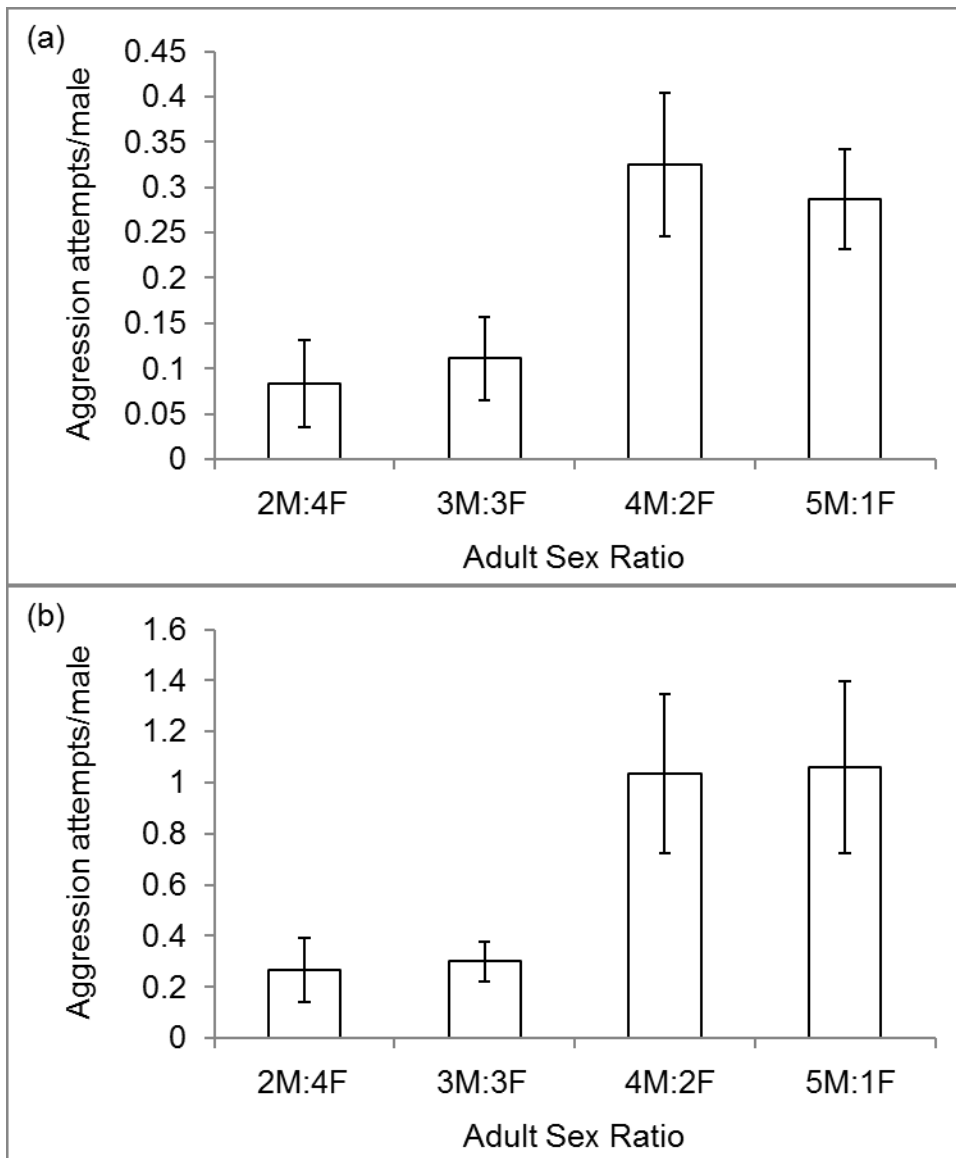 (a)
Aggression attempts/male
0.45
0.4
0.35
0.3
0.25
0.2
0.15
0.1
0.05
0
2M:4F 3M:3F 4M:2F 5M:1F
Adult Sex Ratio
(b)
Aggression attempts/male
1.6
1.4
1.2
1
0.8
0.6
0.4
0.2
0
2M:4F 3M:3F 4M:2F 5M:1F
Adult Sex Ratio